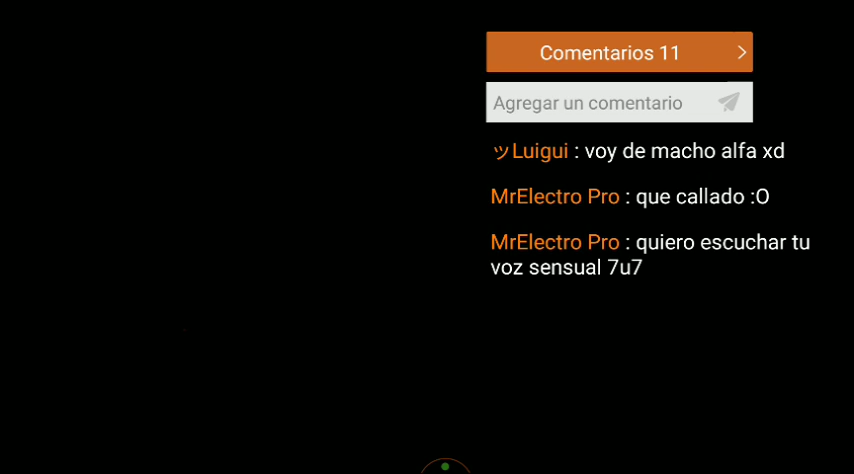 Comentarios 11
Agregar un comentario
ツLuigui : voy de macho alfa xd
MrElectro Pro : que callado :O
MrElectro Pro : quiero escuchar tu
voz sensual 7u7